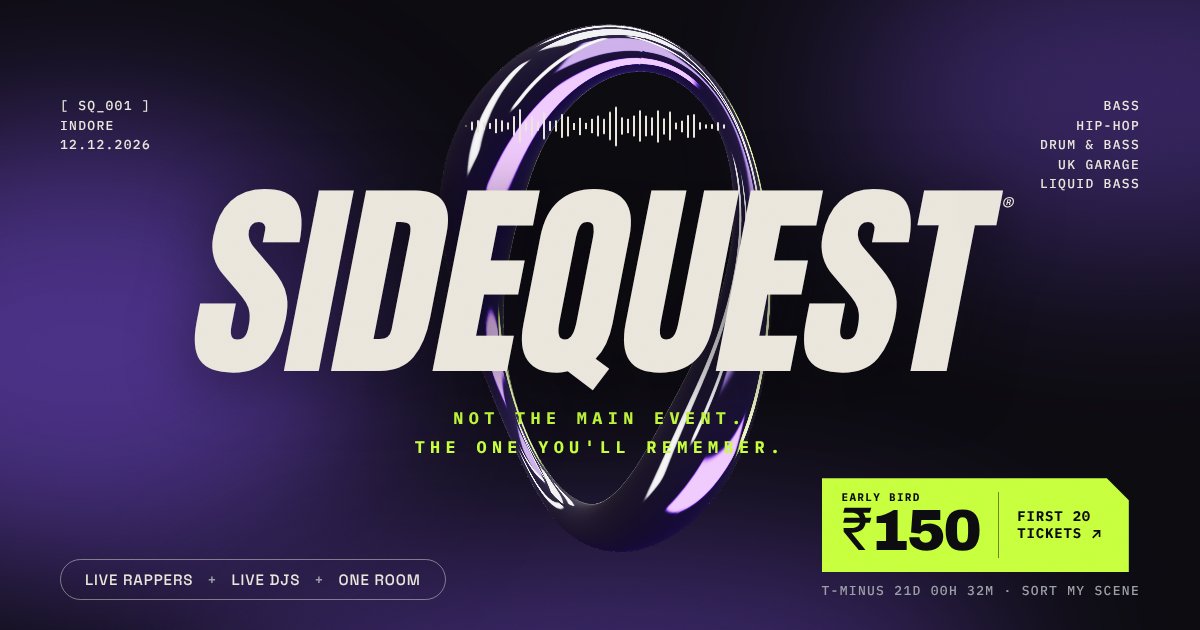 [ SQ_001 ]
INDORE
12.12.2026
BASS
HIP-HOP
DRUM & BASS
UK GARAGE
LIQUID BASS
SIDEQUEST®
NOT THE MAIN EVENT.
THE ONE YOU'LL REMEMBER.
EARLY BIRD
₹150
FIRST 20
TICKETS ↗
LIVE RAPPERS + LIVE DJS + ONE ROOM
T-MINUS 21D 00H 32M · SORT MY SCENE